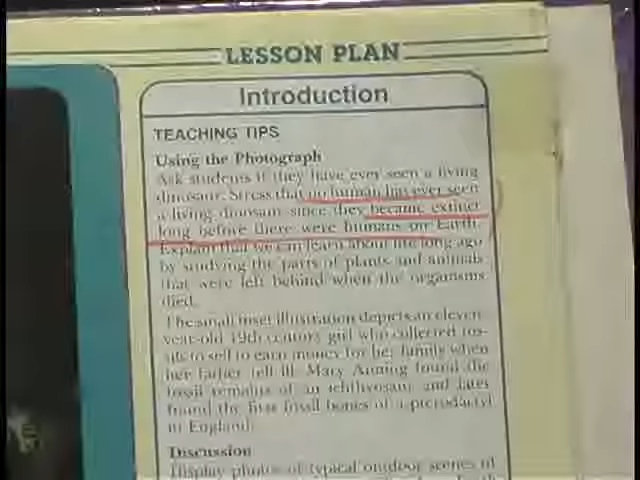 LESSON PLAN
Introduction
TEACHING TIPS
Using the Photograph
Ask students if they have ever seen a living
dinosaur. Stress that no human has ever seen
a living dinosaur since they became extinct
long before there were humans on Earth.
Explain that we can learn about life long ago
by studying the parts of plants and animals
that were left behind when the organisms
died.
The small inset illustration depicts an eleven-
year-old 19th century girl who collected fos-
sils to sell to earn money for her family when
her father fell ill. Mary Anning found the
fossil remains of an ichthyosaur and later
found the first fossil bones of a pterodactyl
in England.
Discussion
Display photos of typical outdoor scenes of